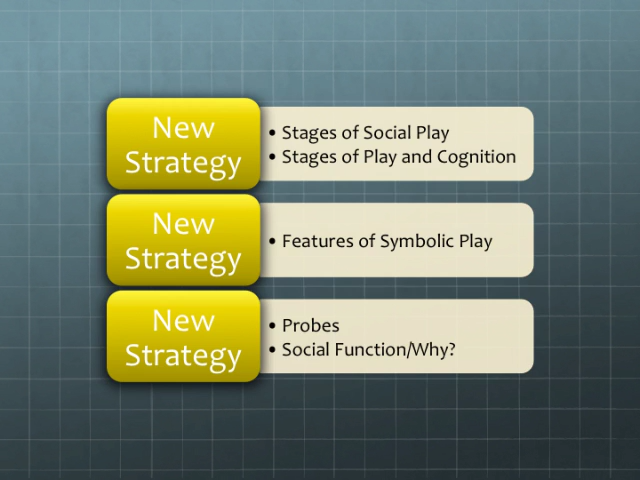 New
Strategy
• Stages of Social Play
• Stages of Play and Cognition
New
Strategy
• Features of Symbolic Play
New
Strategy
• Probes
• Social Function/Why?